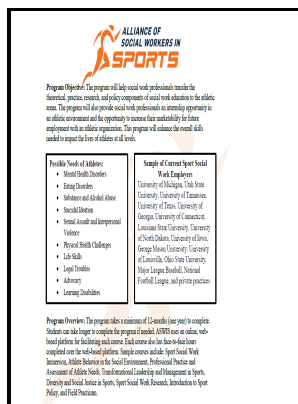 ALLIANCE OF
SOCIAL WORKERS IN
SPORTS
Program Objective: The program will help social work professionals transfer the
theoretical, practice, research, and policy components of social work education to the athletic
arena. The program will also provide social work professionals an internship opportunity in
an athletic environment and the opportunity to increase their marketability for future
employment with an athletic organization. This program will enhance the overall skills
needed to impact the lives of athletes at all levels.
Possible Needs of Athletes:
• Mental Health Disorders
• Eating Disorders
• Substance and Alcohol Abuse
• Suicidal Ideation
• Sexual Assault and Interpersonal
Violence
• Physical Health Challenges
• Life Skills
• Legal Troubles
• Advocacy
• Learning Disabilities
Sample of Current Sport Social
Work Employers
University of Michigan, Utah State
University, University of Tennessee,
University of Texas, University of
Georgia, University of Connecticut,
Louisiana State University, University
of North Dakota, University of Iowa,
George Mason University, University
of Louisville, Ohio State University,
Major League Baseball, National
Football League, and private practices
Program Overview: The program takes a minimum of 12-months (one year) to complete.
Students can take longer to complete the program if needed. ASWIS uses an online, web-
based platform for facilitating each course. Each course also has face-to-face hours
completed over the web-based platform. Sample courses include: Sport Social Work
Immersion, Athlete Behavior in the Social Environment, Professional Practice and
Assessment of Athlete Needs, Transformational Leadership and Management in Sports,
Diversity and Social Justice in Sports, Sport Social Work Research, Introduction to Sport
Policy, and Field Practicum.